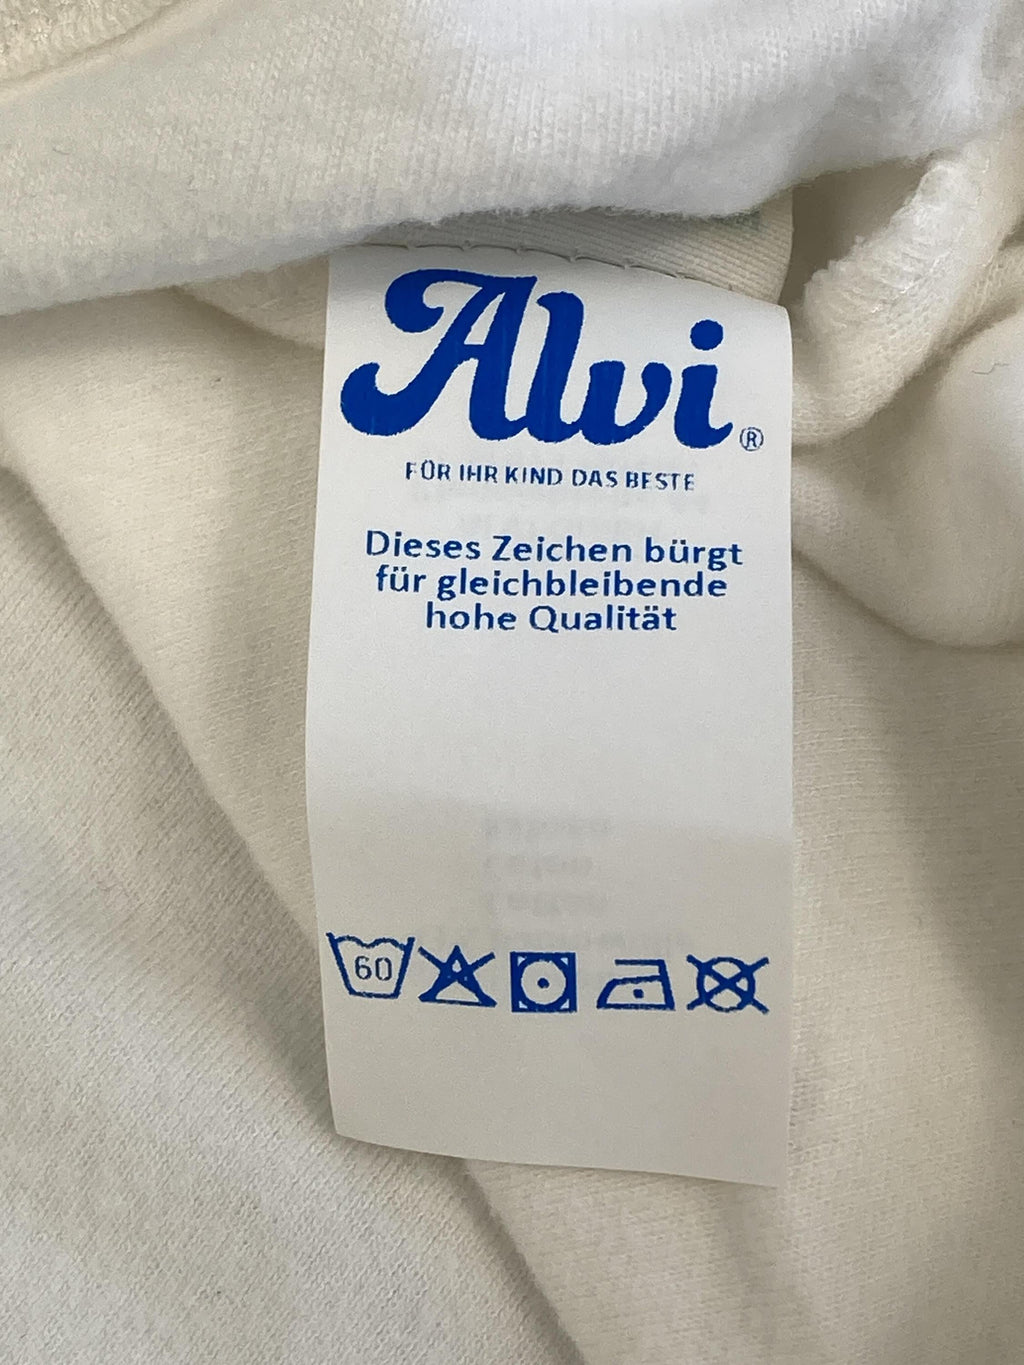 Alvi®
FÜR IHR KIND DAS BESTE
Dieses Zeichen bürgt
für gleichbleibende
hohe Qualität
60